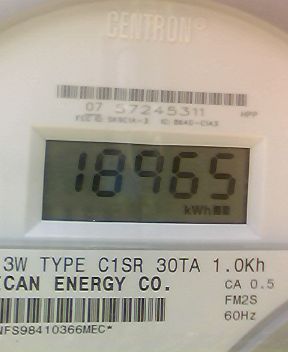 CENTRON®
07 57245311 HPP
18965
kWh
3W TYPE C1SR 30TA 1.0Kh
ICAN ENERGY CO. CA 0.5
FM2S
NFS98410366MEC* 60Hz